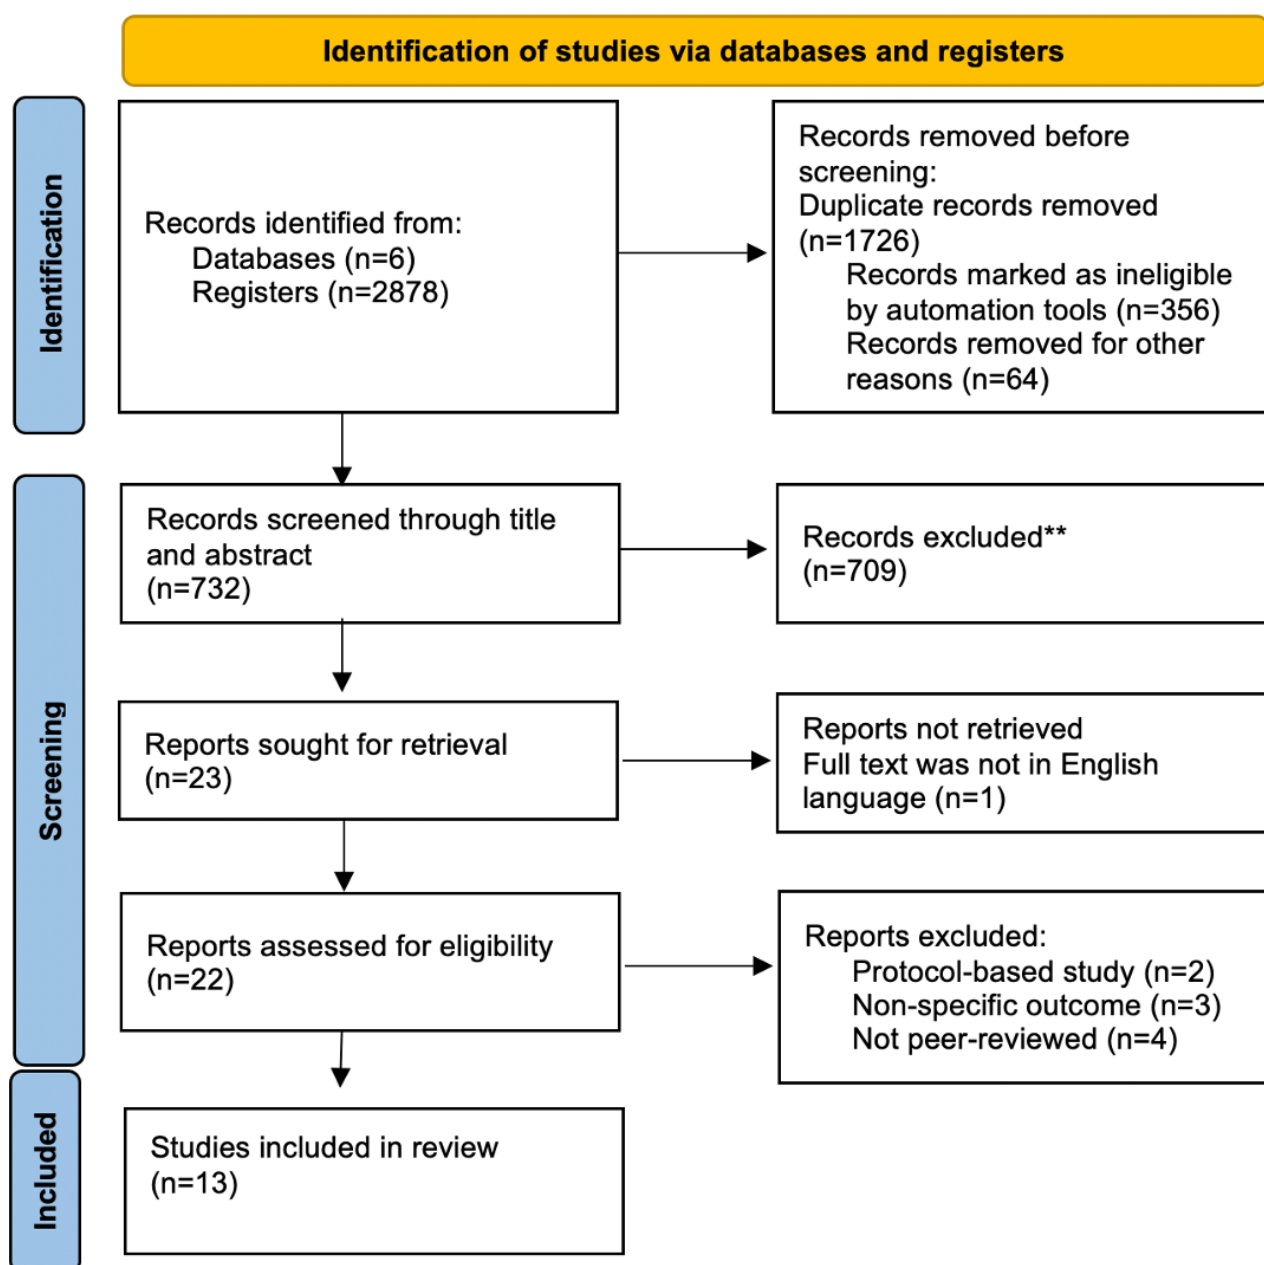 Identification of studies via databases and registers
Identification
Records identified from:
Databases (n=6)
Registers (n=2878)
Records removed before
screening:
Duplicate records removed
(n=1726)
Records marked as ineligible
by automation tools (n=356)
Records removed for other
reasons (n=64)
Screening
Records screened through title
and abstract
(n=732)
Records excluded**
(n=709)
Reports sought for retrieval
(n=23)
Reports not retrieved
Full text was not in English
language (n=1)
Reports assessed for eligibility
(n=22)
Reports excluded:
Protocol-based study (n=2)
Non-specific outcome (n=3)
Not peer-reviewed (n=4)
Included
Studies included in review
(n=13)